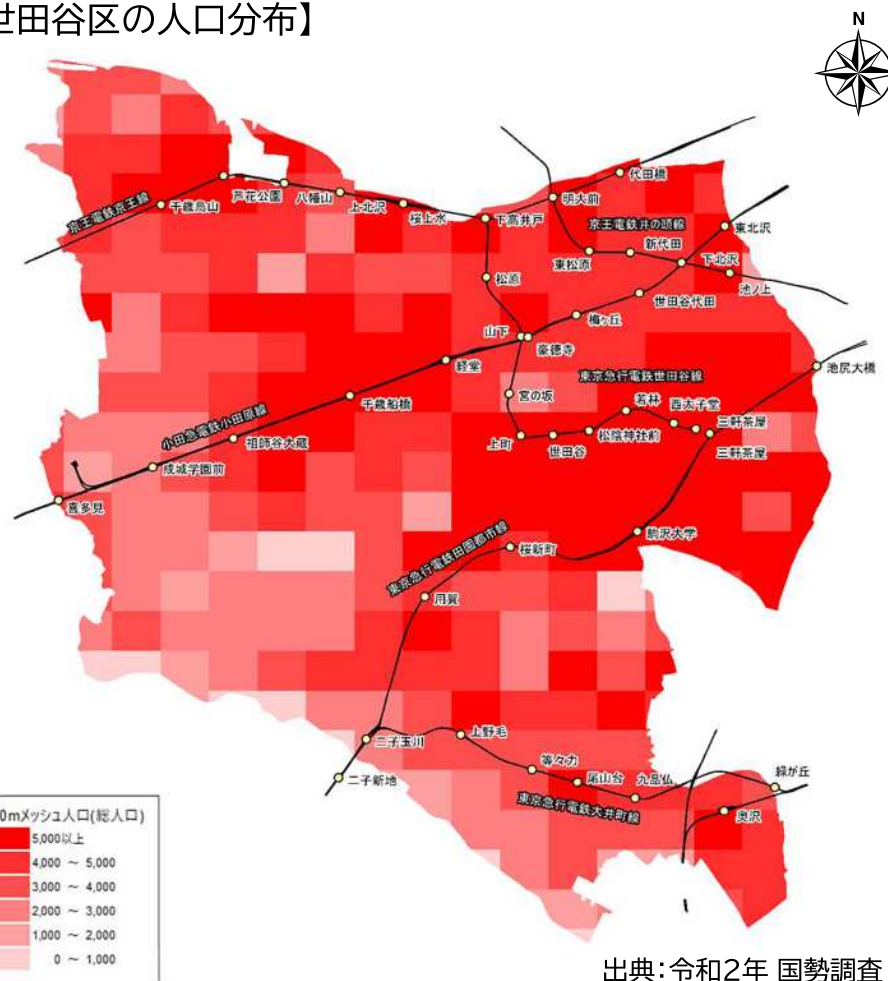 世田谷区の人口分布】
N
代田橋
明大前
京王電鉄京王線
千歳烏山
芦花公園
八幡山
上北沢
桜上水
下高井戸
京王電鉄井の頭線
東北沢
新代田
東松原
下北沢
松原
池ノ上
世田谷代田
梅ヶ丘
山下
豪徳寺
経堂
池尻大橋
東京急行電鉄世田谷線
宮の坂
千歳船橋
若林
西太子堂
小田急電鉄小田原線
三軒茶屋
上町
世田谷
松陰神社前
祖師谷大蔵
三軒茶屋
成城学園前
喜多見
駒沢大学
東京急行電鉄田園都市線
桜新町
用賀
二子玉川
上野毛
等々力
二子新地
尾山台
九品仏
緑が丘
東京急行電鉄大井町線
奥沢
0mメッシュ人口(総人口)
5,000以上
4,000 ～ 5,000
3,000 ～ 4,000
2,000 ～ 3,000
1,000 ～ 2,000
0 ～ 1,000
出典：令和2年 国勢調査